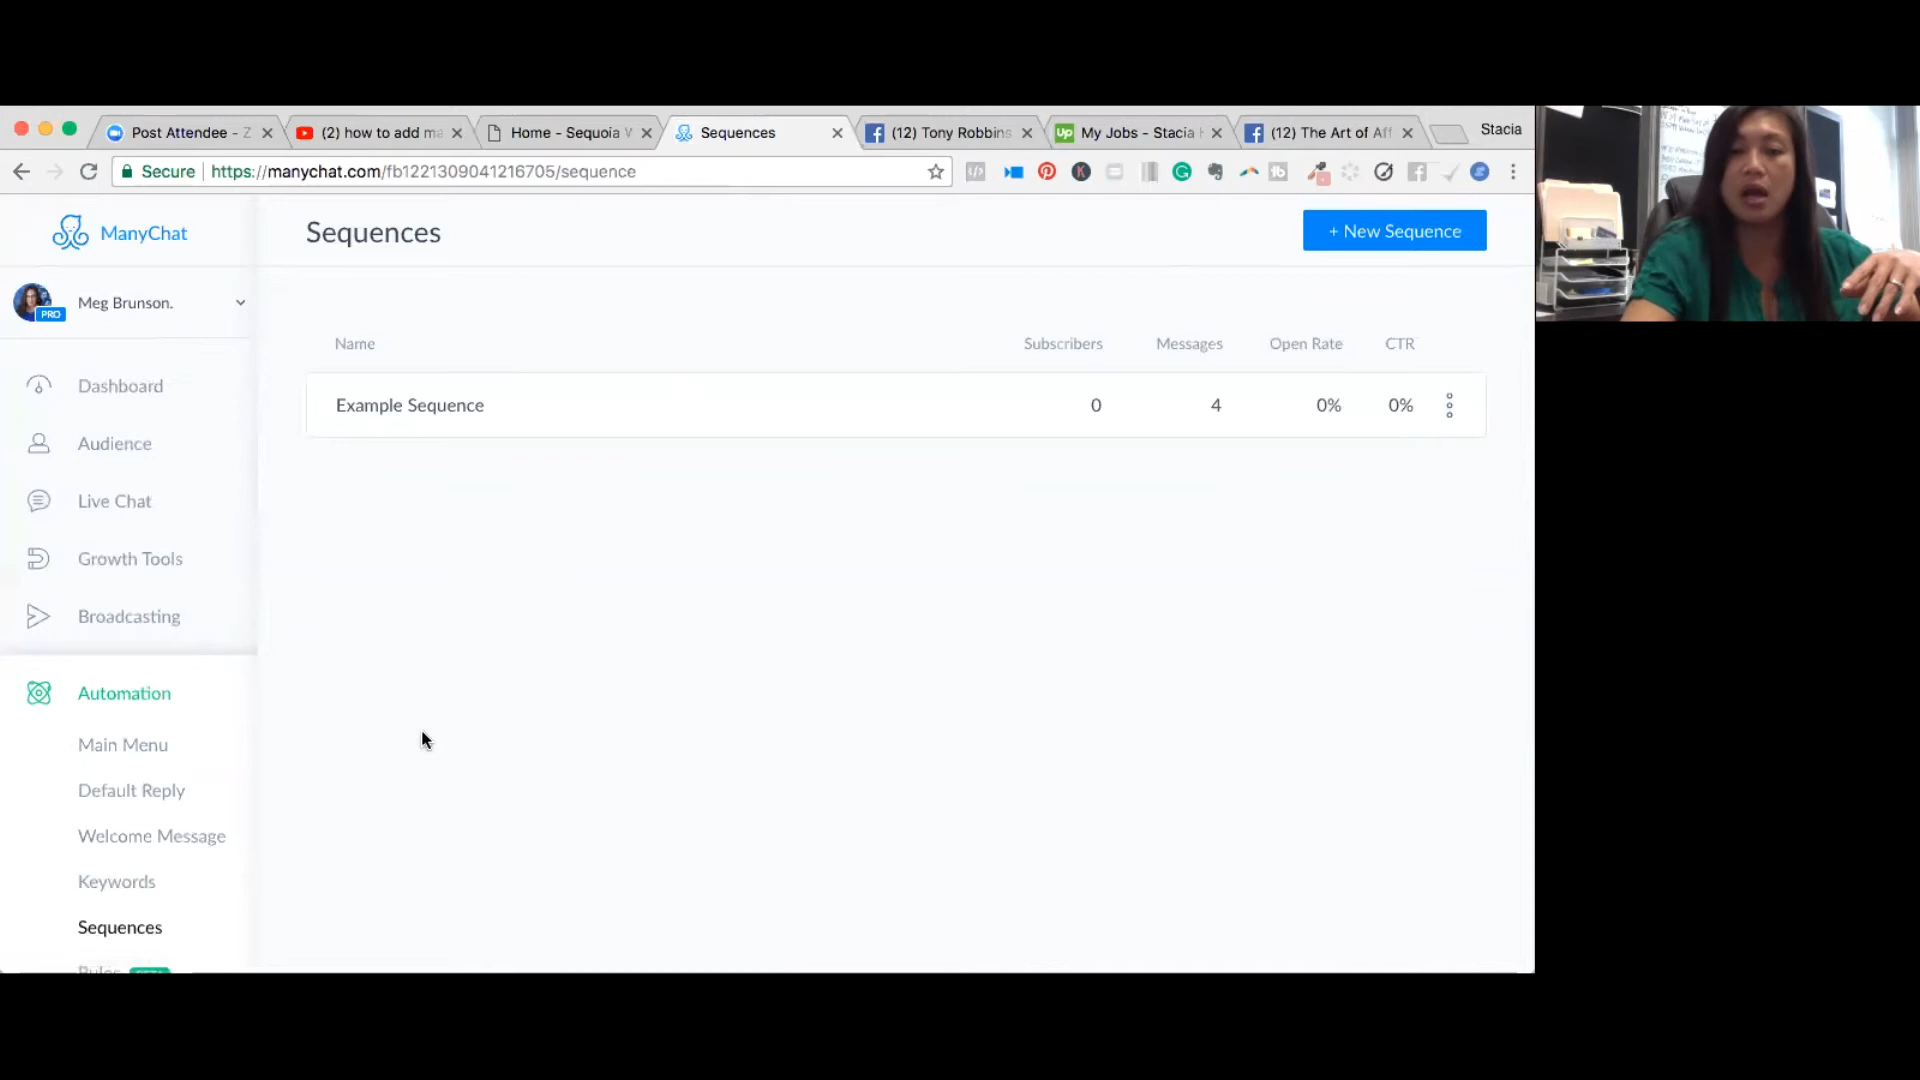 Post Attendee - Z
(2) how to add ma
Home - Sequoia V
Sequences
(12) Tony Robbins
My Jobs - Stacia H
(12) The Art of Aff
Stacia
Secure
https://manychat.com/fb1221309041216705/sequence
ManyChat
Sequences
+ New Sequence
PRO
Meg Brunson.
Name
Subscribers
Messages
Open Rate
CTR
Example Sequence
0
4
0%
0%
Dashboard
Audience
Live Chat
Growth Tools
Broadcasting
Automation
Main Menu
Default Reply
Welcome Message
Keywords
Sequences
Rules